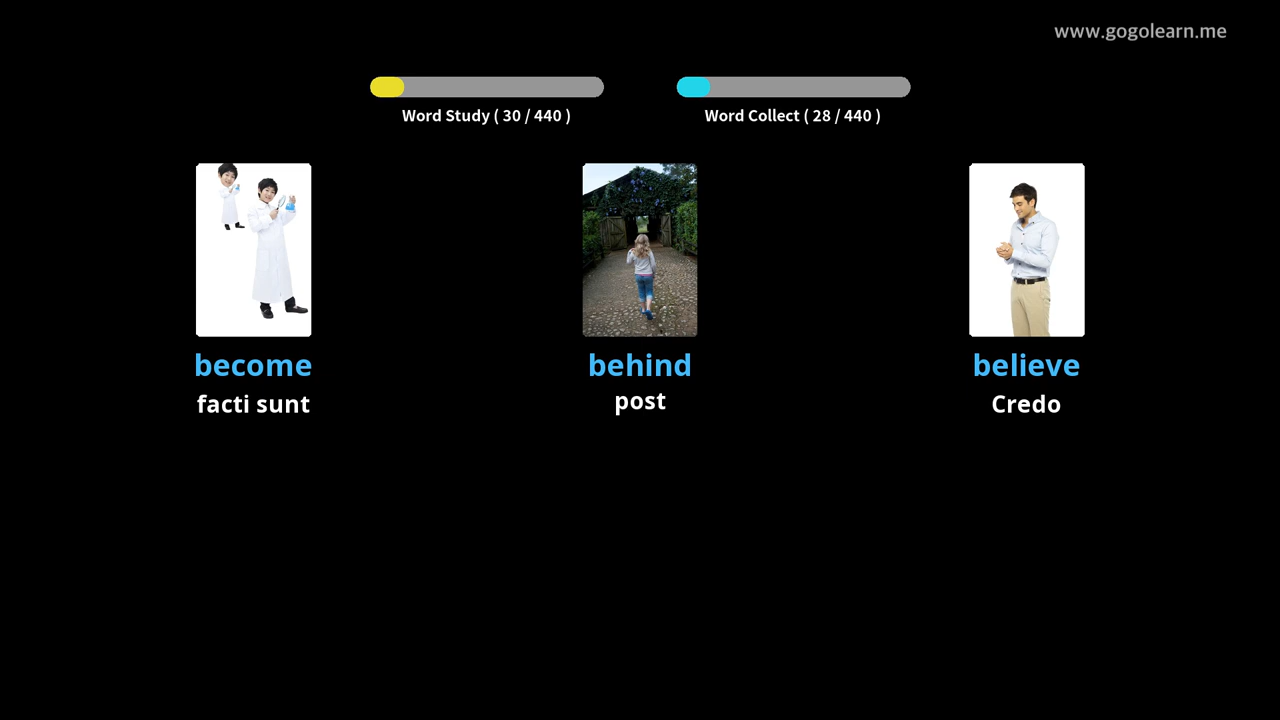 www.gogolearn.me
Word Study ( 30 / 440 )
Word Collect ( 28 / 440 )
become
behind
believe
facti sunt
post
Credo